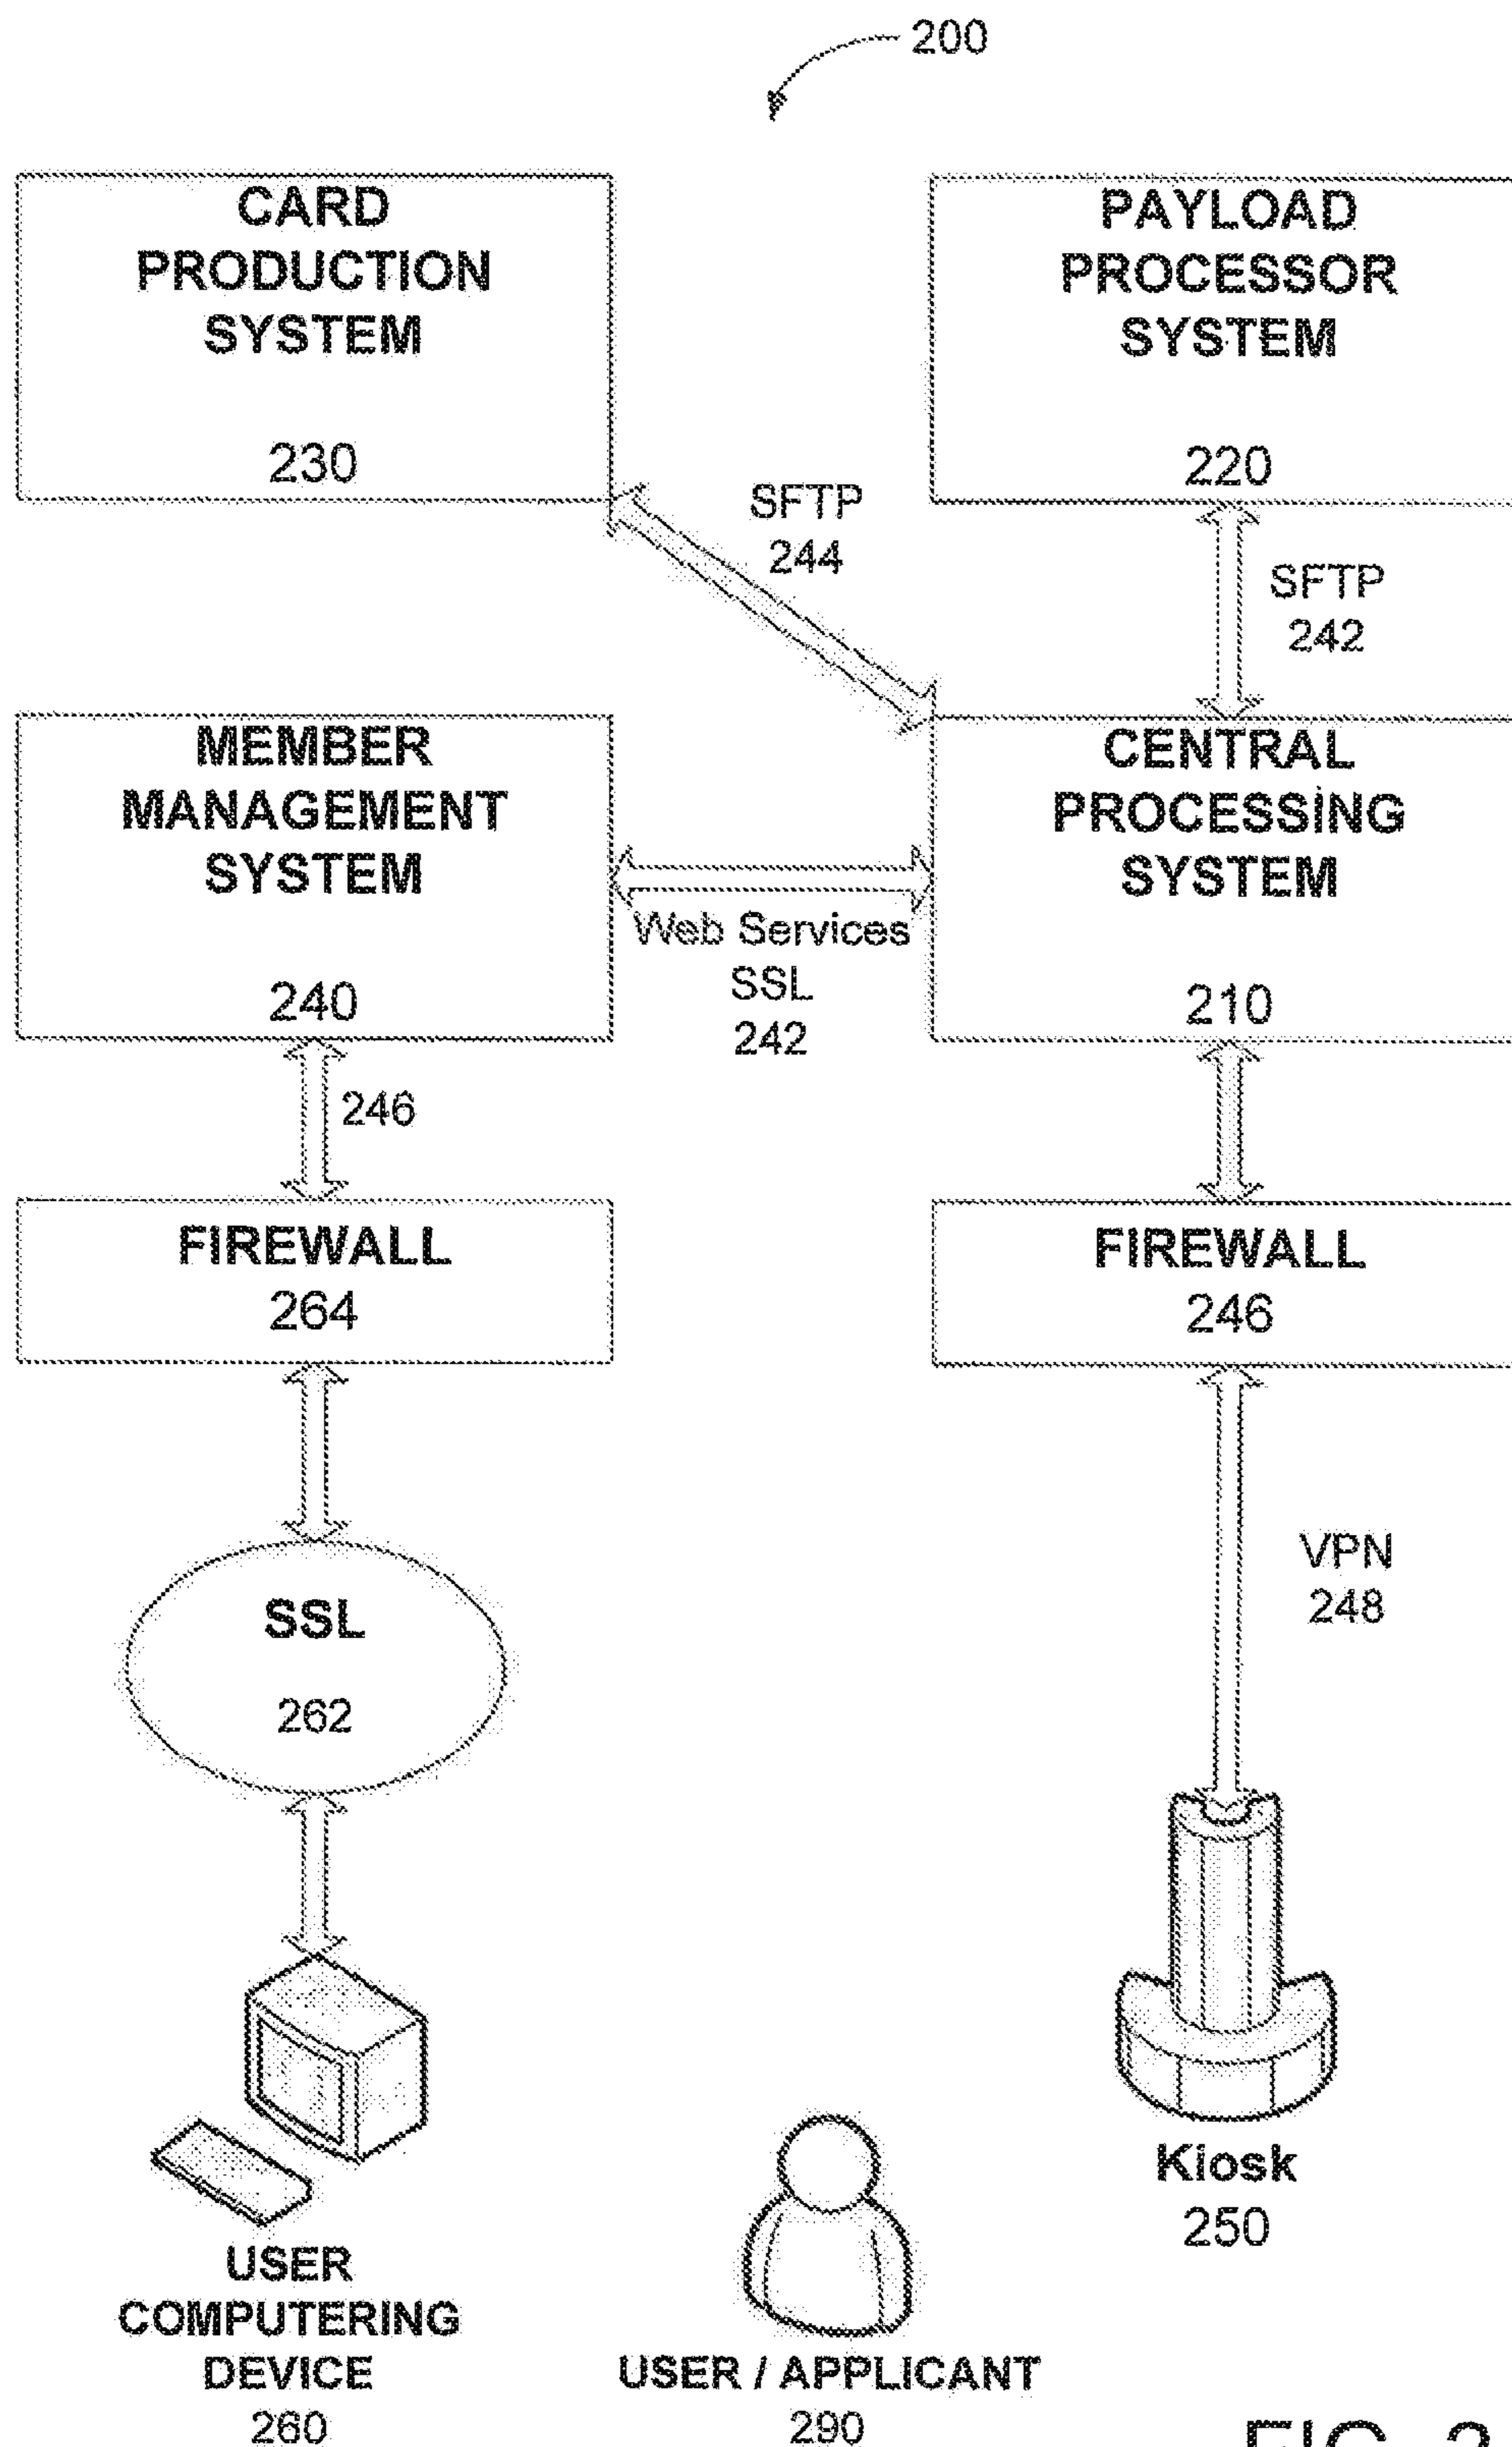 200
CARD
PRODUCTION
SYSTEM
230
PAYLOAD
PROCESSOR
SYSTEM
220
SFTP
244
SFTP
242
MEMBER
MANAGEMENT
SYSTEM
240
Web Services
SSL
242
CENTRAL
PROCESSING
SYSTEM
210
246
FIREWALL
264
FIREWALL
246
SSL
262
VPN
248
USER
COMPUTERING
DEVICE
260
USER / APPLICANT
290
Kiosk
250